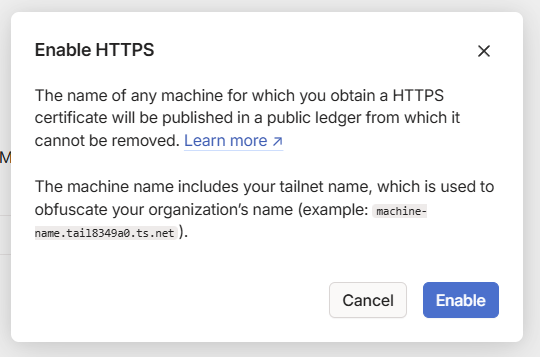 Enable HTTPS
The name of any machine for which you obtain a HTTPS
certificate will be published in a public ledger from which it
cannot be removed. Learn more ↗
The machine name includes your tailnet name, which is used to
obfuscate your organization’s name (example: machine-
name.tail8349a0.ts.net).
Cancel
Enable